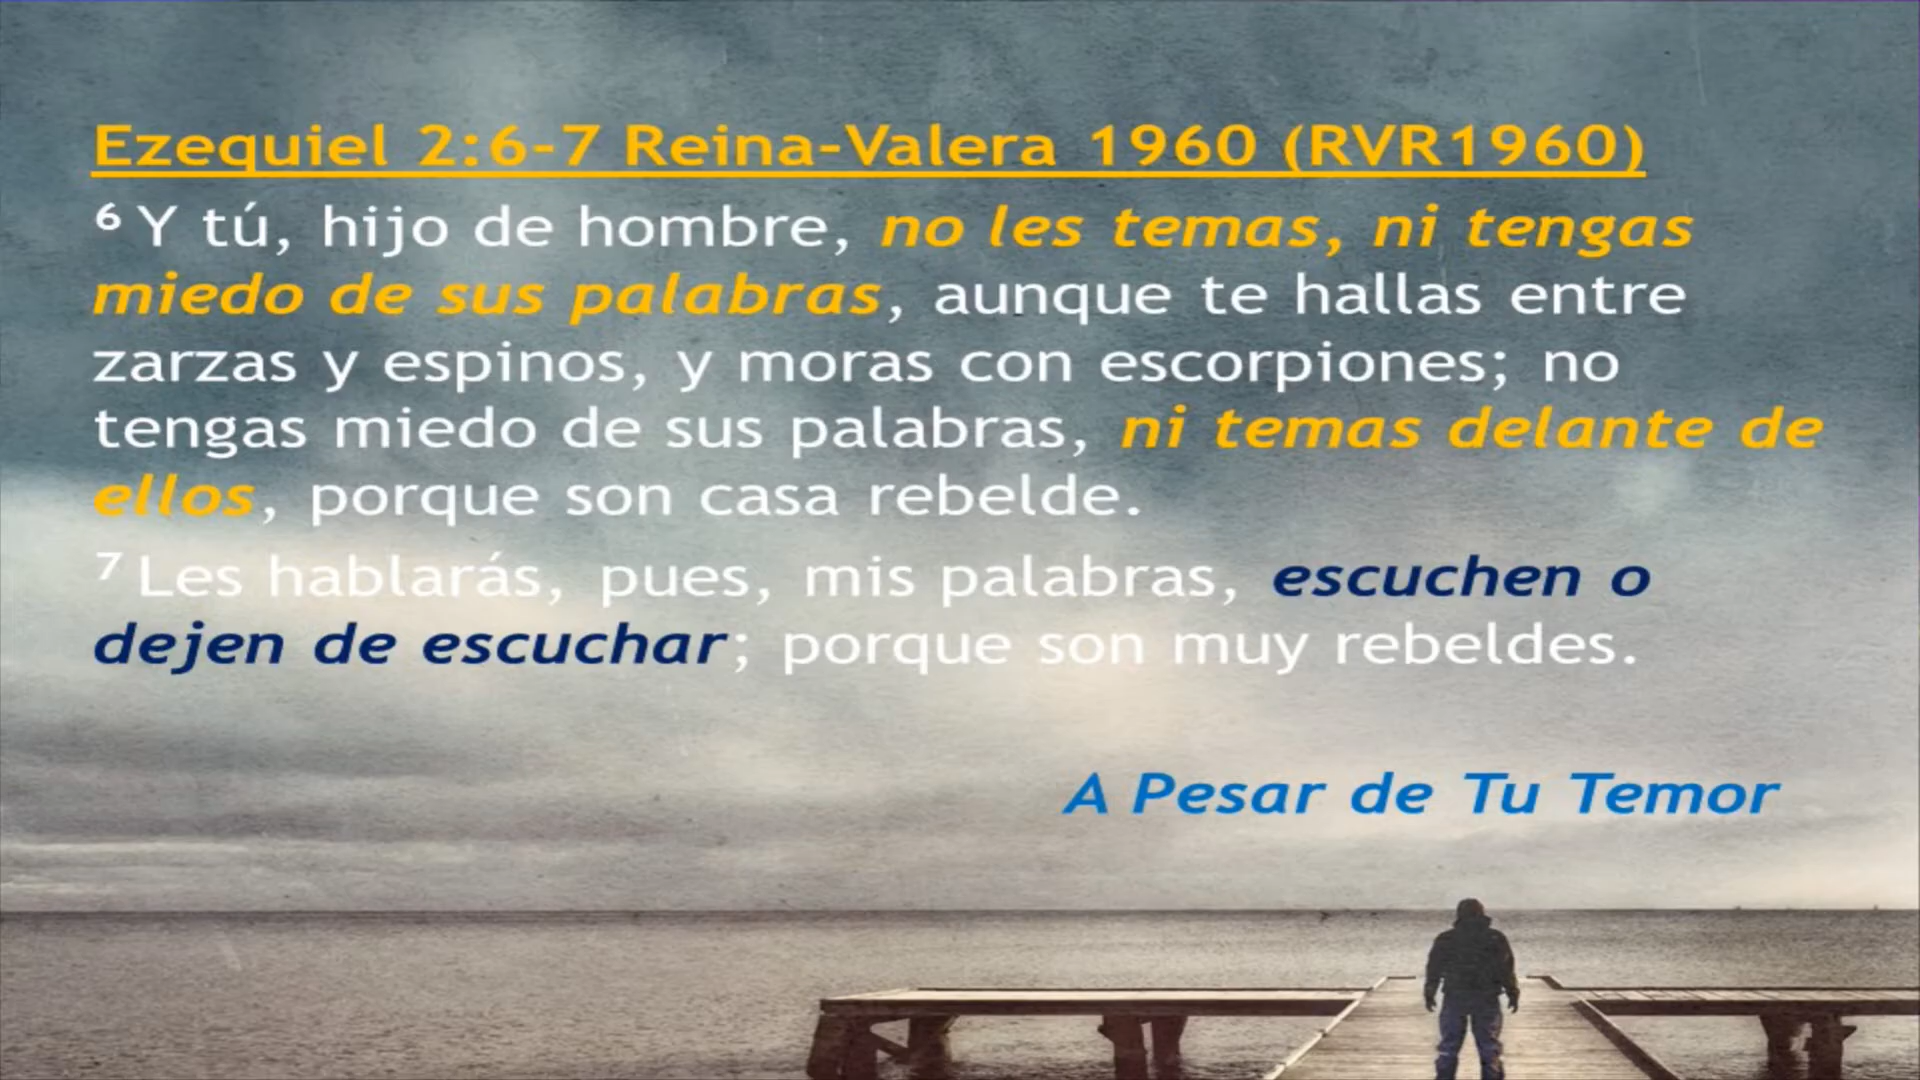 Ezequiel 2:6-7 Reina-Valera 1960 (RVR1960)
6 Y tú, hijo de hombre, no les temas, ni tengas
miedo de sus palabras, aunque te hallas entre
zarzas y espinos, y moras con escorpiones; no
tengas miedo de sus palabras, ni temas delante de
ellos, porque son casa rebelde.
7 Les hablarás, pues, mis palabras, escuchen o
dejen de escuchar; porque son muy rebeldes.
A Pesar de Tu Temor